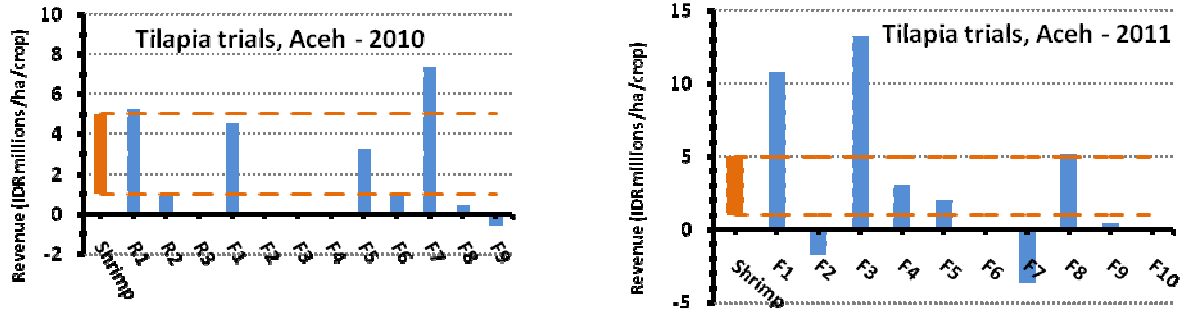 Tilapia trials, Aceh - 2010
Revenue (IDR millions/ha/crop)
10
8
6
4
2
0
-2
Shrimp R1 R2 R3 F1 F2 F3 F4 F5 F6 F7 F8 F9
Tilapia trials, Aceh - 2011
Revenue (IDR millions/ha/crop)
15
10
5
0
-5
Shrimp F1 F2 F3 F4 F5 F6 F7 F8 F9 F10